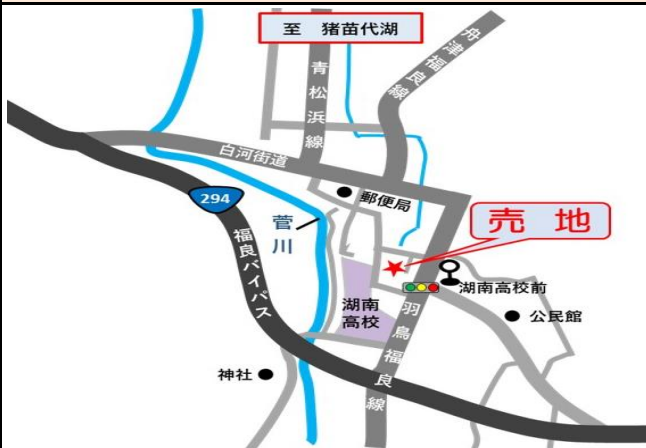 至 猪苗代湖
舟津福良線
青松浜線
白河街道
郵便局
294
菅川
売地
福良バイパス
湖南高校前
湖南
高校
羽鳥福良線
公民館
神社